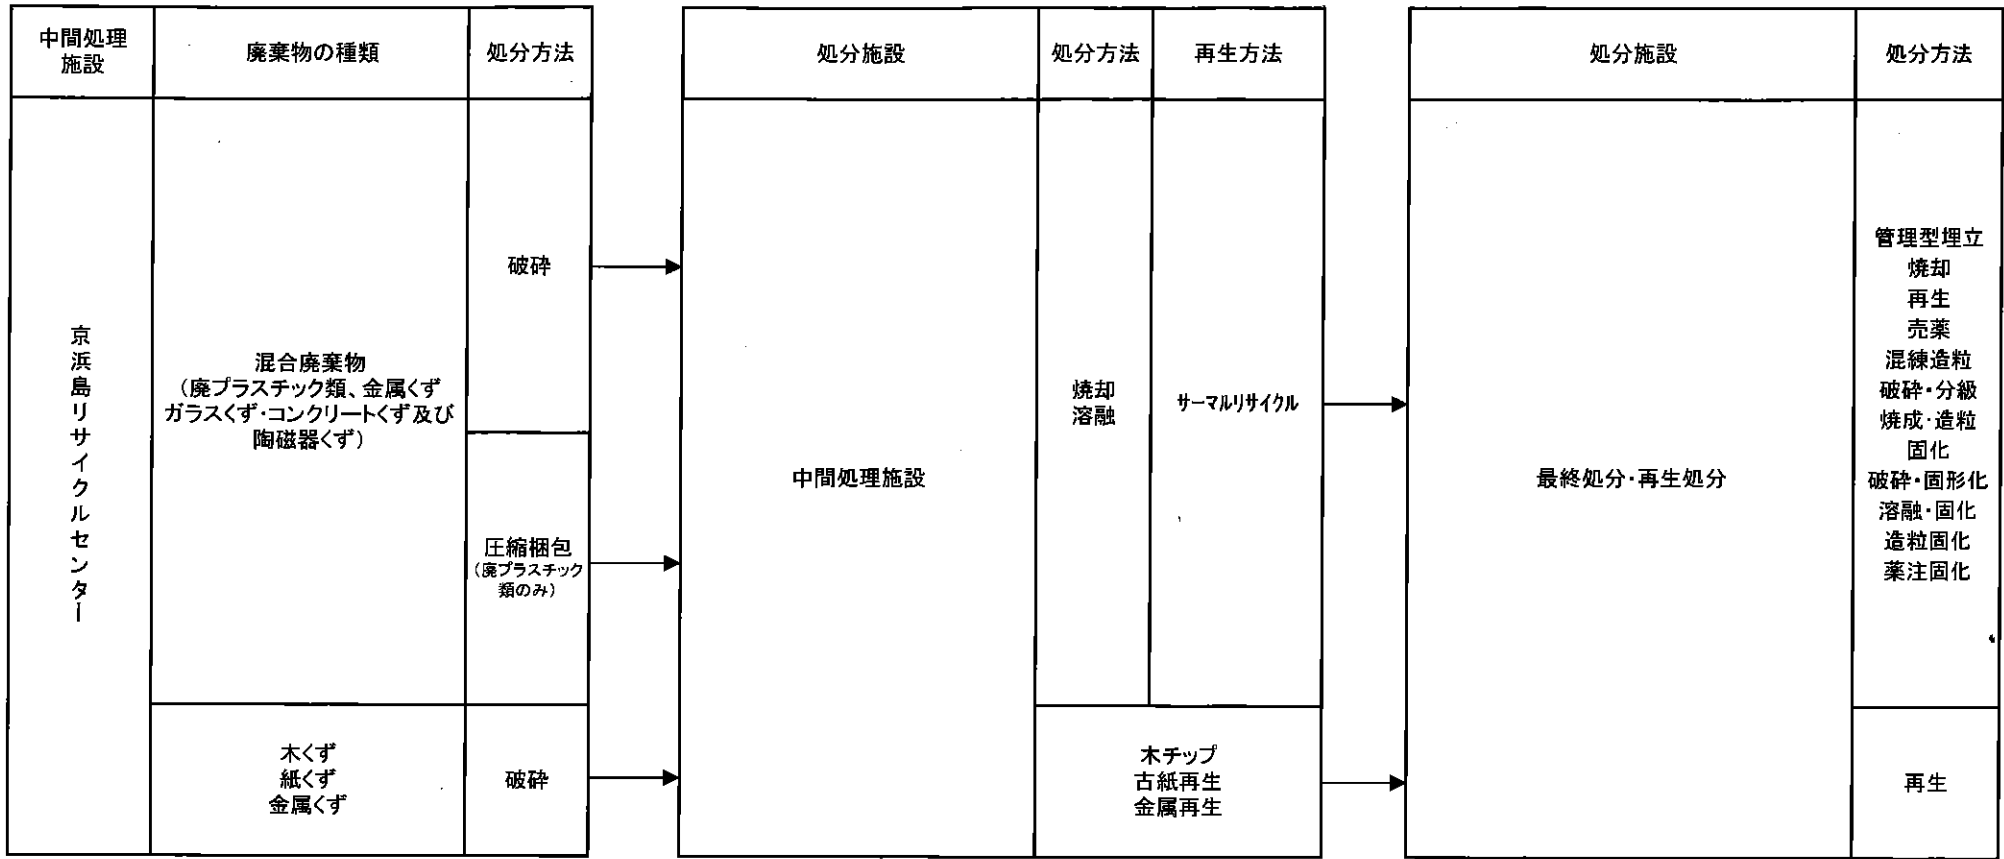 中間処理
施設
廃棄物の種類
処分方法
京浜島リサイクルセンター
混合廃棄物
(廃プラスチック類、金属くず
ガラスくず・コンクリートくず及び
陶磁器くず)
破砕
圧縮梱包
(廃プラスチック
類のみ)
木くず
紙くず
金属くず
破砕
処分施設
処分方法
再生方法
中間処理施設
焼却
溶融
サーマルリサイクル
木チップ
古紙再生
金属再生
処分施設
処分方法
最終処分・再生処分
管理型埋立
焼却
再生
売薬
混練造粒
破砕・分級
焼成・造粒
固化
破砕・固形化
溶融・固化
造粒固化
薬注固化
再生